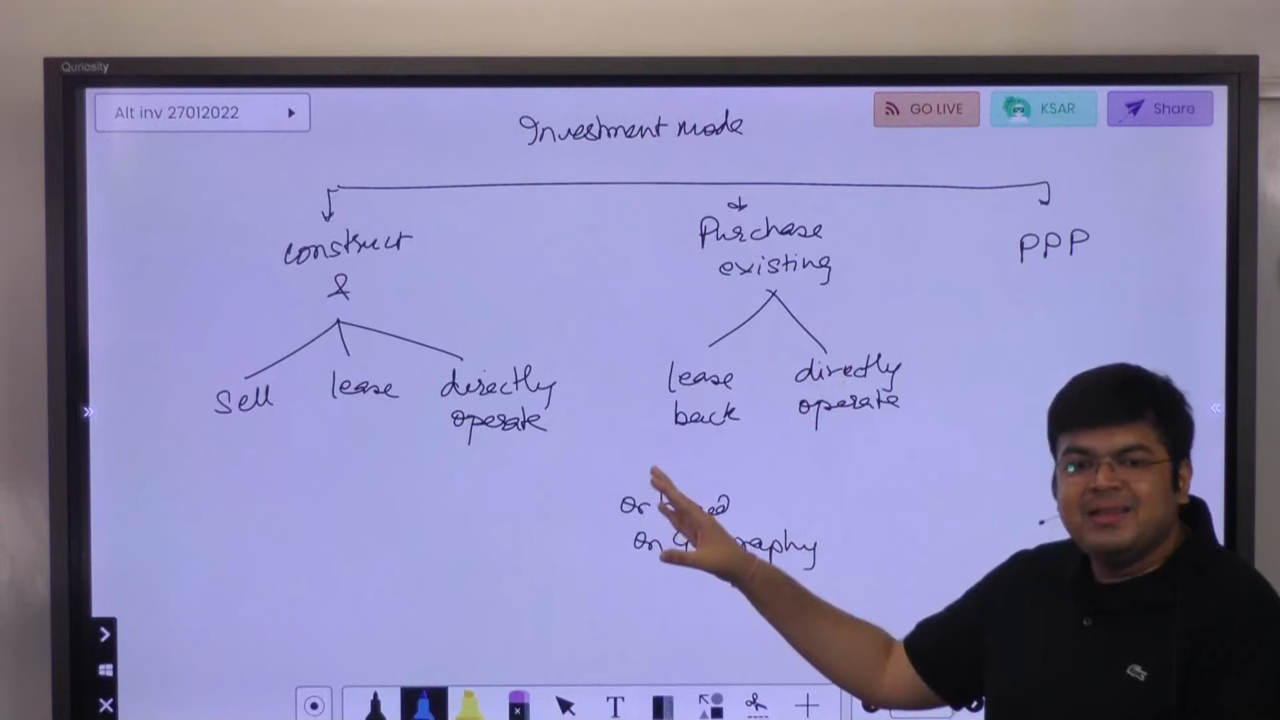 Quriosity
Alt inv 27012022
GO LIVE
KSAR
Share
Investment mode
Construct
&
Purchase
existing
PPP
Sell
lease
directly
operate
lease
back
directly
operate
or
on
T